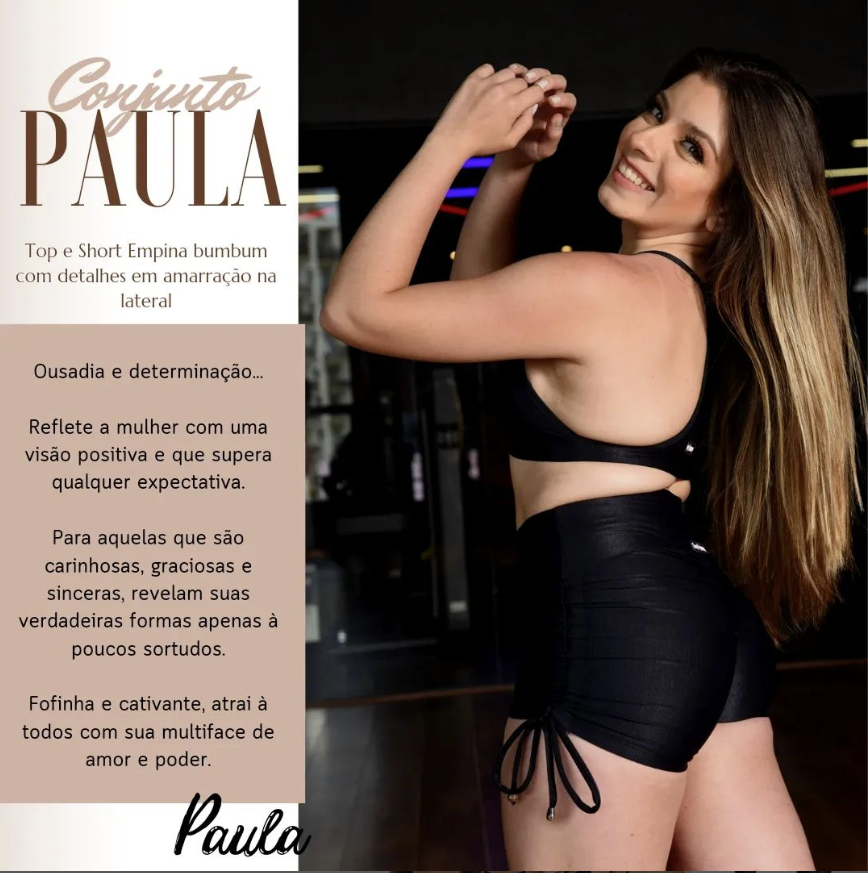 Conjunto
PAULA
Top e Short Empina bumbum
com detalhes em amarração na
lateral
Ousadia e determinação...
Reflete a mulher com uma
visão positiva e que supera
qualquer expectativa.
Para aquelas que são
carinhosas, graciosas e
sinceras, revelam suas
verdadeiras formas apenas à
poucos sortudos.
Fofinha e cativante, atrai à
todos com sua multiface de
amor e poder.
Paula